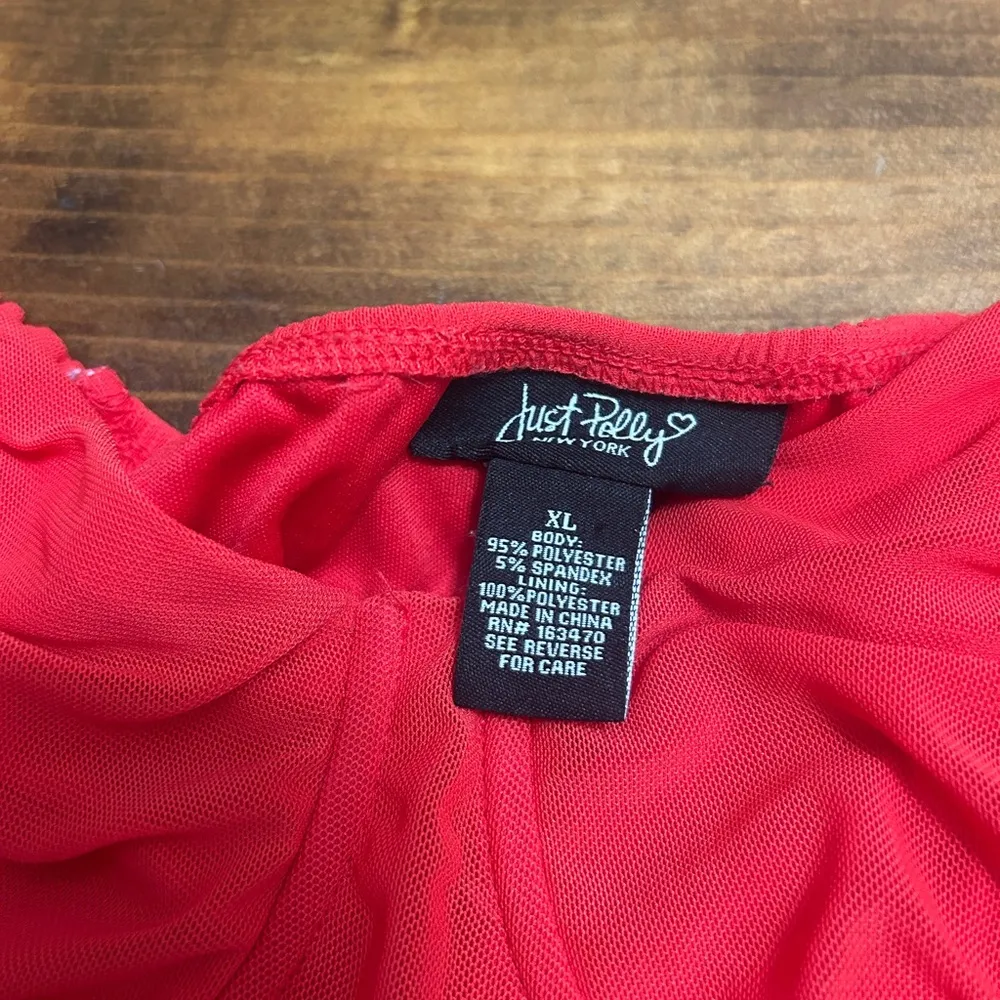 Just Polly
NEW YORK
XL
BODY:
95% POLYESTER
5% SPANDEX
LINING:
100%POLYESTER
MADE IN CHINA
RN# 163470
SEE REVERSE
FOR CARE